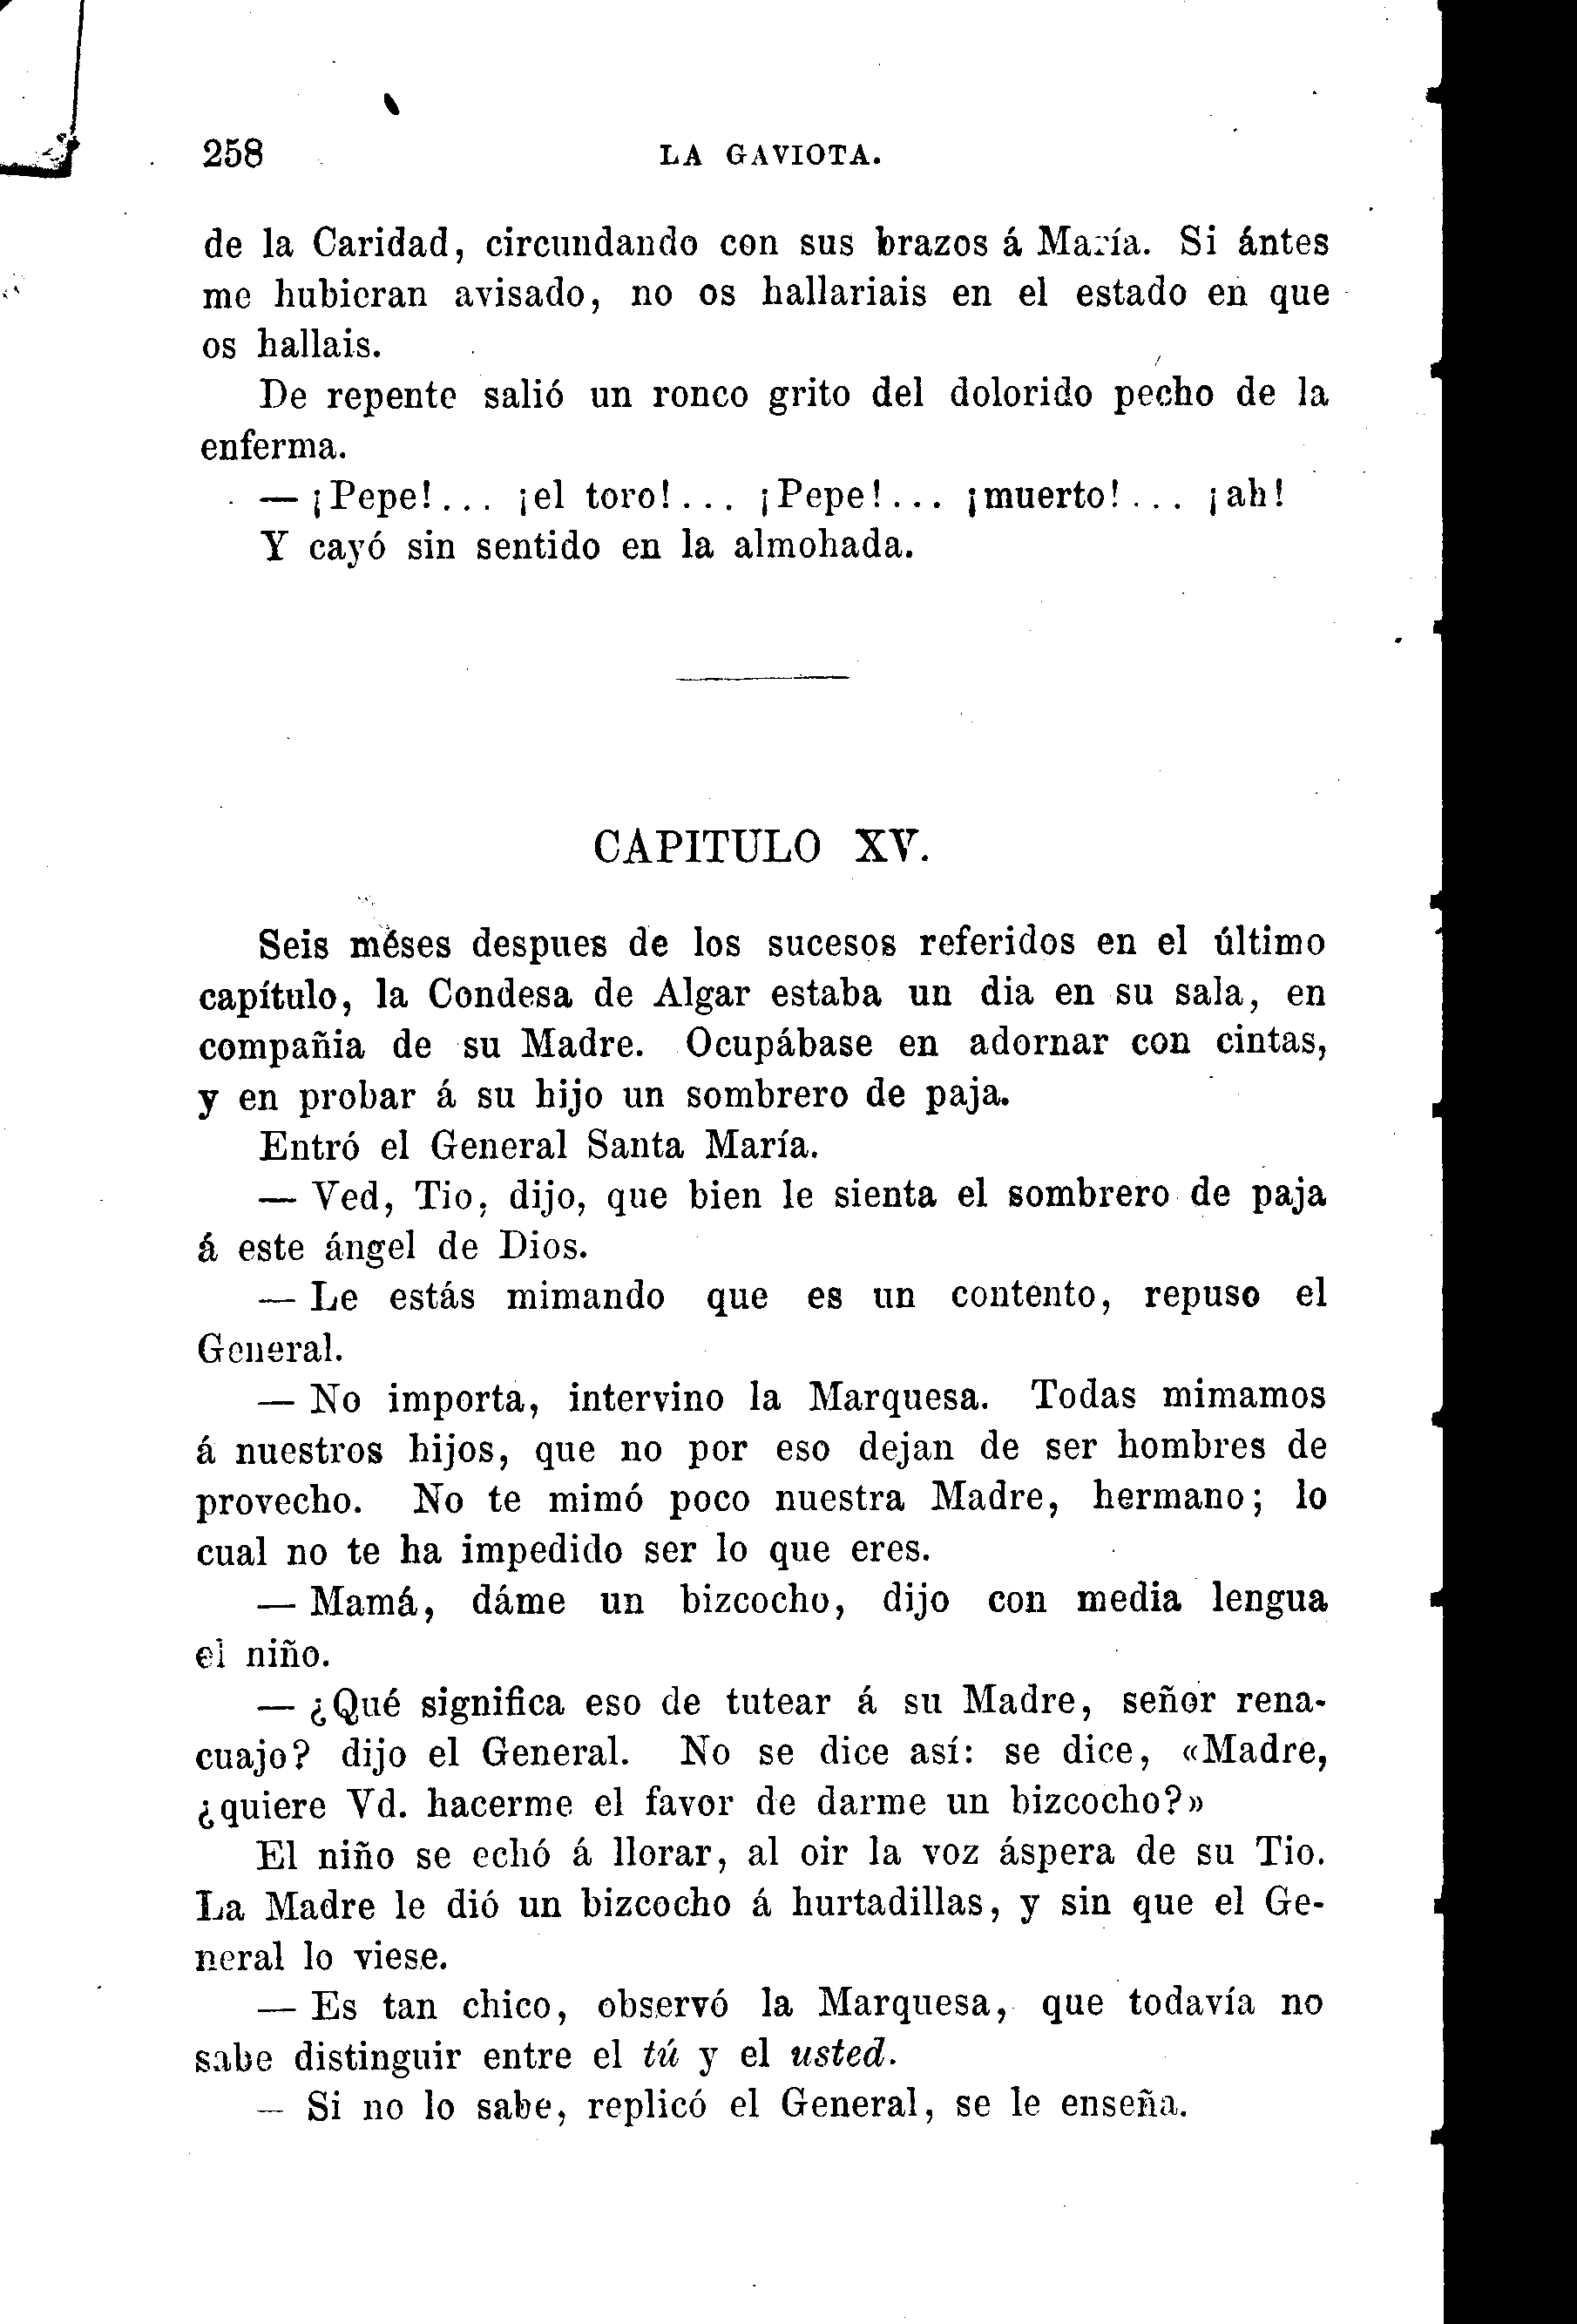 258 LA GAVIOTA.
de la Caridad, circundando con sus brazos á María. Si ántes
me hubieran avisado, no os hallariais en el estado en que
os hallais.
De repente salió un ronco grito del dolorido pecho de la
enferma.
— ¡Pepe!... ¡el toro!... ¡Pepe!... ¡muerto!... ¡ah!
Y cayó sin sentido en la almohada.
CAPITULO XV.
Seis méses despues de los sucesos referidos en el último
capítulo, la Condesa de Algar estaba un dia en su sala, en
compañia de su Madre. Ocupábase en adornar con cintas,
y en probar á su hijo un sombrero de paja.
Entró el General Santa María.
— Ved, Tio, dijo, que bien le sienta el sombrero de paja
á este ángel de Dios.
— Le estás mimando que es un contento, repuso el
General.
— No importa, intervino la Marquesa. Todas mimamos
á nuestros hijos, que no por eso dejan de ser hombres de
provecho. No te mimó poco nuestra Madre, hermano; lo
cual no te ha impedido ser lo que eres.
— Mamá, dáme un bizcocho, dijo con media lengua
el niño.
— ¿Qué significa eso de tutear á su Madre, señor rena-
cuajo? dijo el General. No se dice así: se dice, «Madre,
¿quiere Vd. hacerme el favor de darme un bizcocho?»
El niño se echó á llorar, al oir la voz áspera de su Tio.
La Madre le dió un bizcocho á hurtadillas, y sin que el Ge-
neral lo viese.
— Es tan chico, observó la Marquesa, que todavía no
sabe distinguir entre el tú y el usted.
— Si no lo sabe, replicó el General, se le enseña.